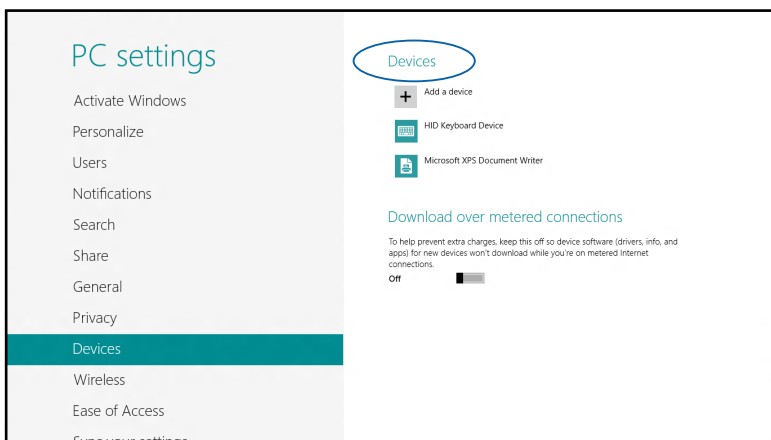 PC settings
Activate Windows
Personalize
Users
Notifications
Search
Share
General
Privacy
Devices
Wireless
Ease of Access
Sync your settings
Devices
Add a device
HID Keyboard Device
Microsoft XPS Document Writer
Download over metered connections
To help prevent extra charges, keep this off so device software (drivers, info, and
apps) for new devices won't download while you're on metered Internet
connections.
Off